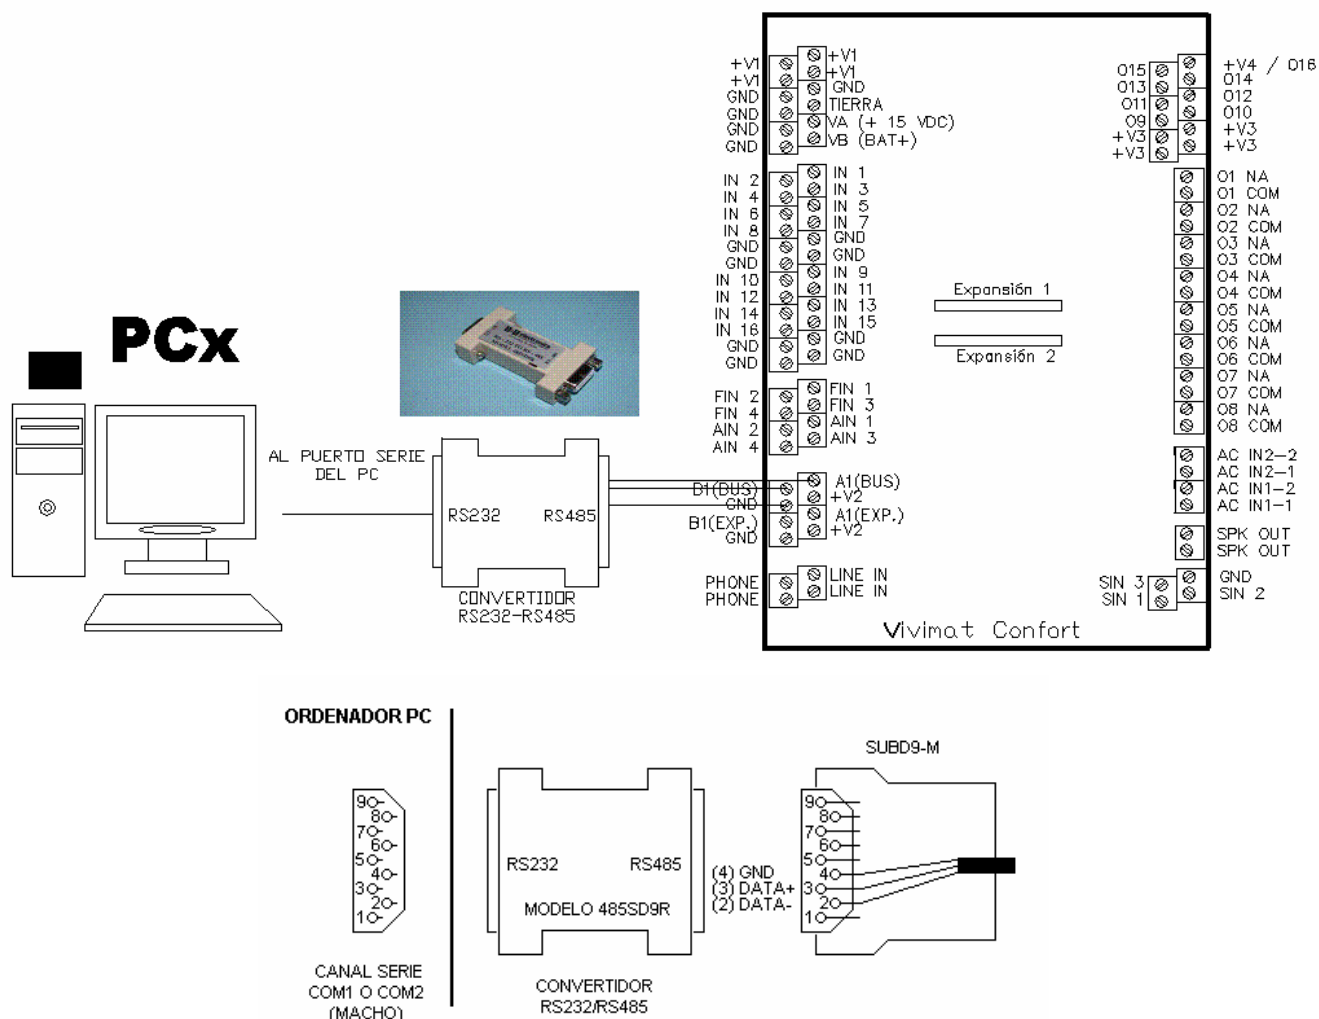 PCx
AL PUERTO SERIE
DEL PC
RS232
RS485
CONVERTIDOR
RS232-RS485
+V1
+V1
GND
GND
GND
GND
+V1
+V1
GND
TIERRA
VA (+ 15 VDC)
VB (BAT+)
IN 2
IN 4
IN 6
IN 8
GND
GND
IN 10
IN 12
IN 14
IN 16
GND
GND
IN 1
IN 3
IN 5
IN 7
GND
GND
IN 9
IN 11
IN 13
IN 15
GND
GND
FIN 2
FIN 4
AIN 2
AIN 4
FIN 1
FIN 3
AIN 1
AIN 3
B1(BUS)
GND
B1(EXP.)
GND
A1(BUS)
+V2
A1(EXP.)
+V2
PHONE
PHONE
LINE IN
LINE IN
Expansión 1
Expansión 2
O15
O13
O11
O9
+V3
+V3
+V4 / O16
O14
O12
O10
+V3
+V3
O1 NA
O1 COM
O2 NA
O2 COM
O3 NA
O3 COM
O4 NA
O4 COM
O5 NA
O5 COM
O6 NA
O6 COM
O7 NA
O7 COM
O8 NA
O8 COM
AC IN2-2
AC IN2-1
AC IN1-2
AC IN1-1
SPK OUT
SPK OUT
SIN 3
SIN 1
GND
SIN 2
Vivimat Confort
ORDENADOR PC
9
8
7
6
5
4
3
2
1
CANAL SERIE
COM1 O COM2
(MACHO)
RS232
RS485
MODELO 485SD9R
CONVERTIDOR
RS232/RS485
SUBD9-M
(4) GND
(3) DATA+
(2) DATA-
9
8
7
6
5
4
3
2
1